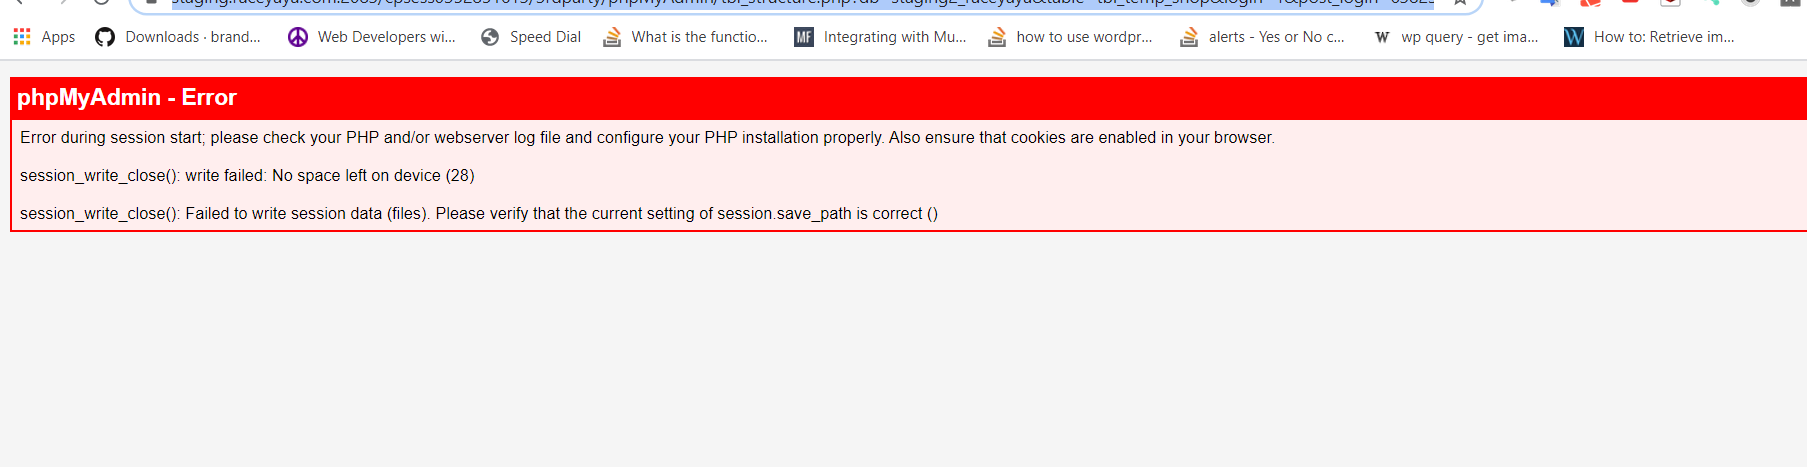 Apps Downloads · brand... Web Developers wi... Speed Dial What is the functio... MF Integrating with Mu... how to use wordpr... alerts - Yes or No c... W wp query - get ima... W How to: Retrieve im...
phpMyAdmin - Error
Error during session start; please check your PHP and/or webserver log file and configure your PHP installation properly. Also ensure that cookies are enabled in your browser.
session_write_close(): write failed: No space left on device (28)
session_write_close(): Failed to write session data (files). Please verify that the current setting of session.save_path is correct ()